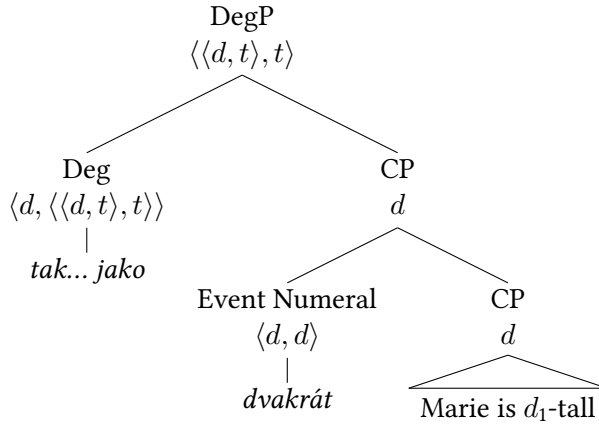 DegP
⟨⟨d, t⟩, t⟩
Deg CP
⟨d, ⟨⟨d, t⟩, t⟩⟩ d
tak... jako
Event Numeral CP
⟨d, d⟩ d
dvakrát
Marie is d₁-tall